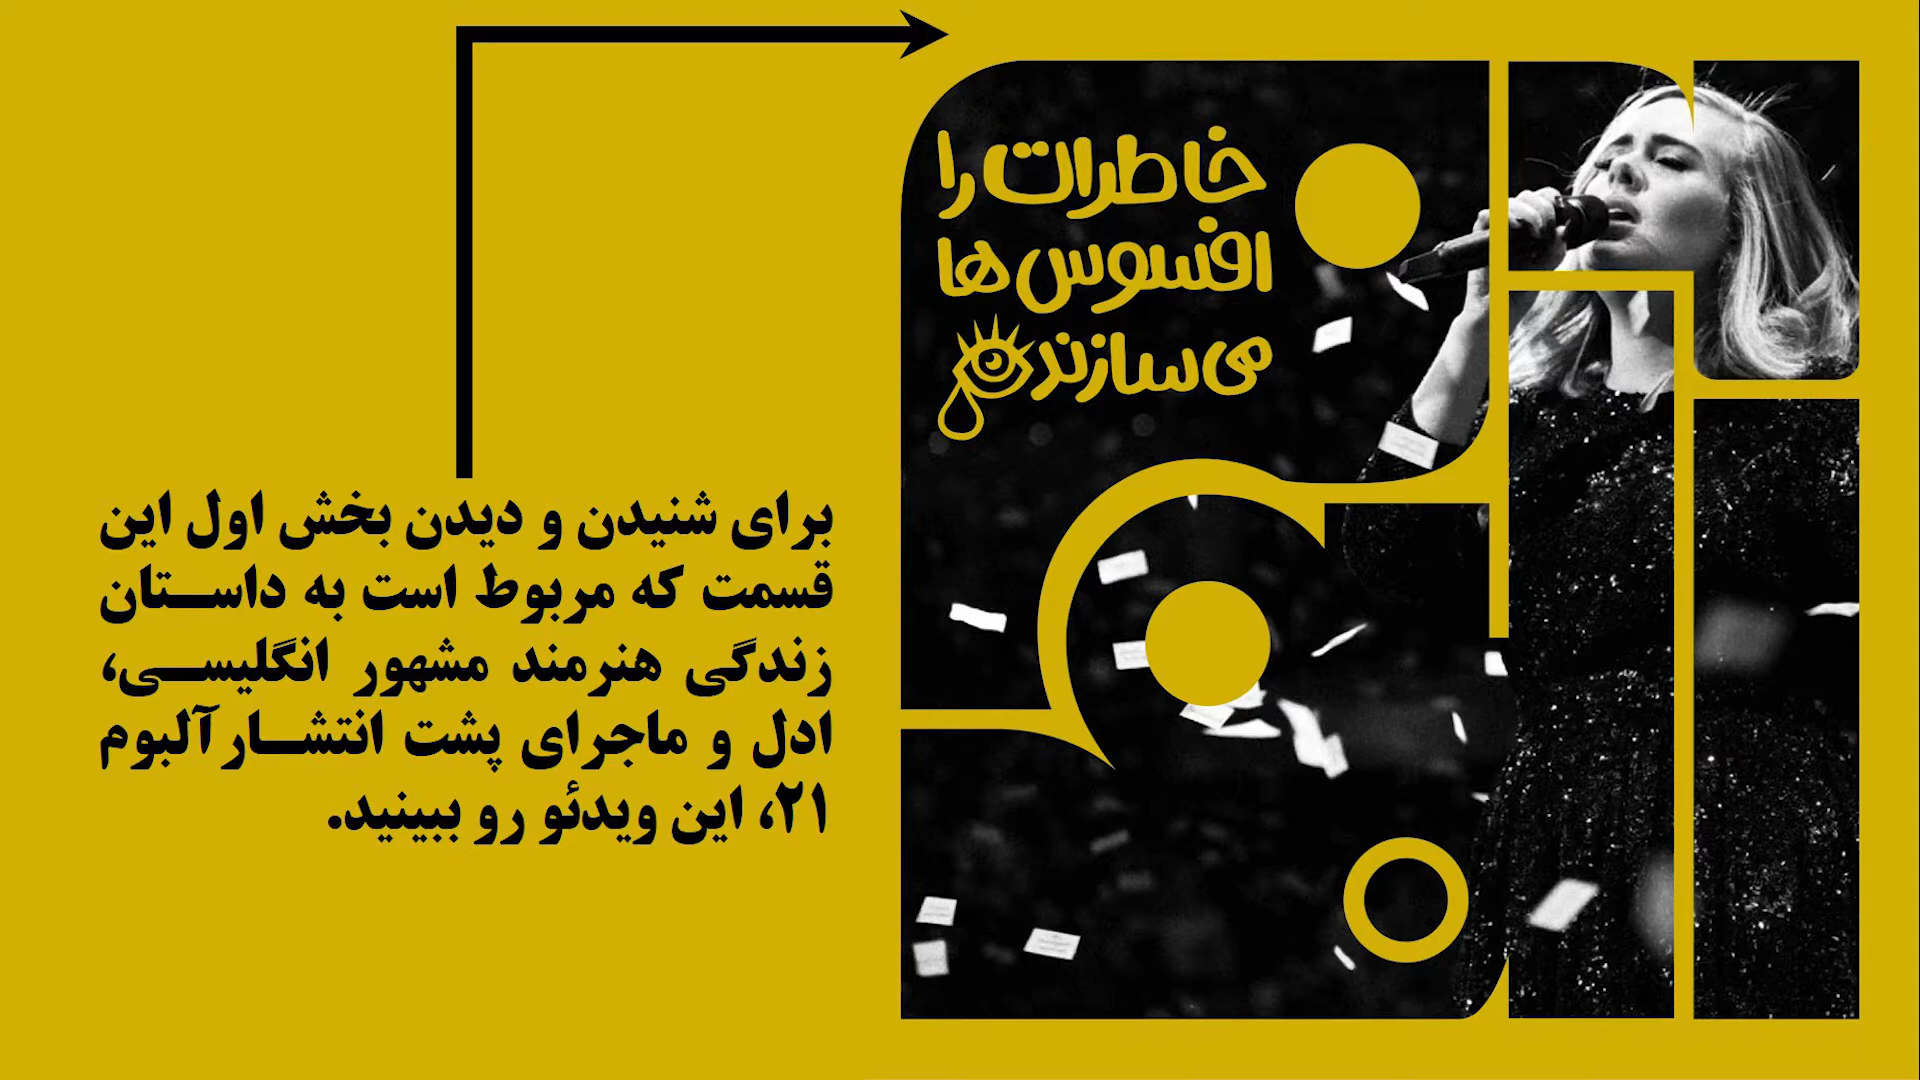 خاطرات را
افسوس‌ها
می‌سازند
برای شنیدن و دیدن بخش اول این
قسمت که مربوط است به داستان
زندگی هنرمند مشهور انگلیسی،
ادل و ماجرای پشت انتشار آلبوم
۲۱، این ویدئو رو ببینید.